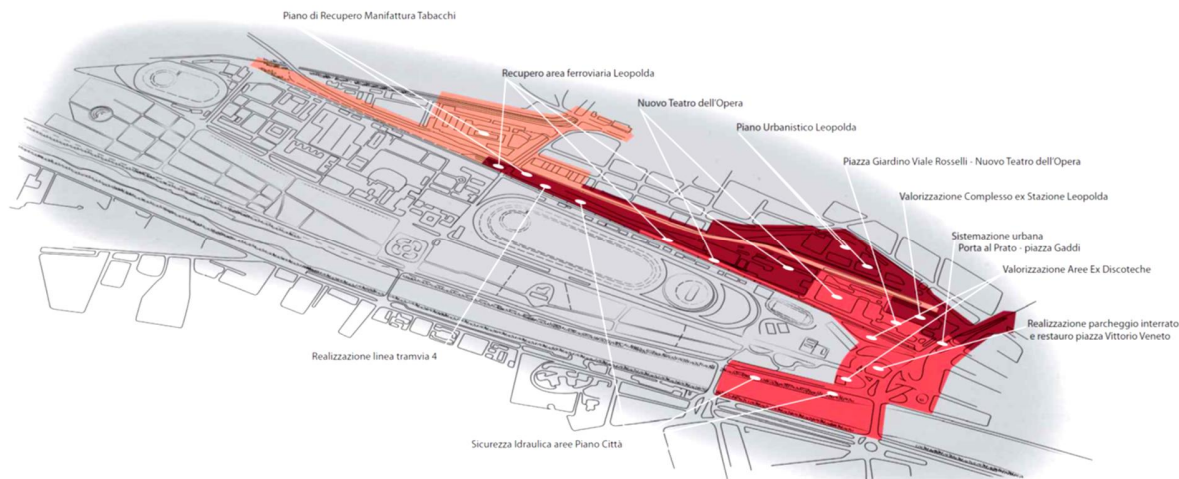 Piano di Recupero Manifattura Tabacchi
Recupero area ferroviaria Leopolda
Nuovo Teatro dell'Opera
Piano Urbanistico Leopolda
Piazza Giardino Viale Rosselli - Nuovo Teatro dell'Opera
Valorizzazione Complesso ex Stazione Leopolda
Sistemazione urbana
Porta al Prato - piazza Gaddi
Valorizzazione Aree Ex Discoteche
Realizzazione parcheggio interrato
e restauro piazza Vittorio Veneto
Realizzazione linea tramvia 4
Sicurezza Idraulica aree Piano Città